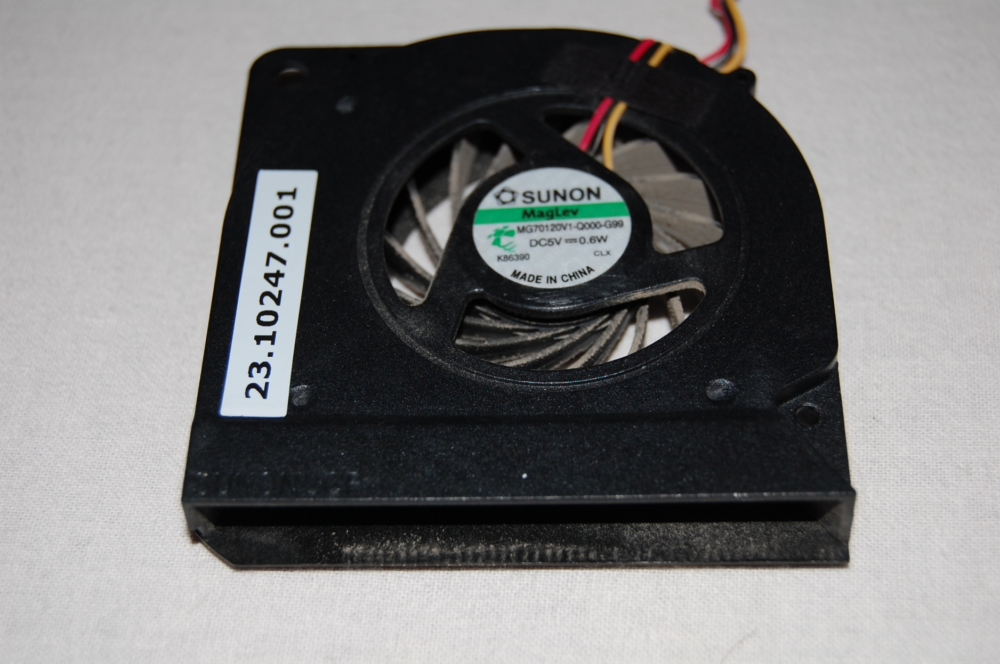 SUNON
MagLev
MG70120V1-Q000-G99
DC5V ⎓ 0.6W
K86390 CLX
MADE IN CHINA
23.10247.001